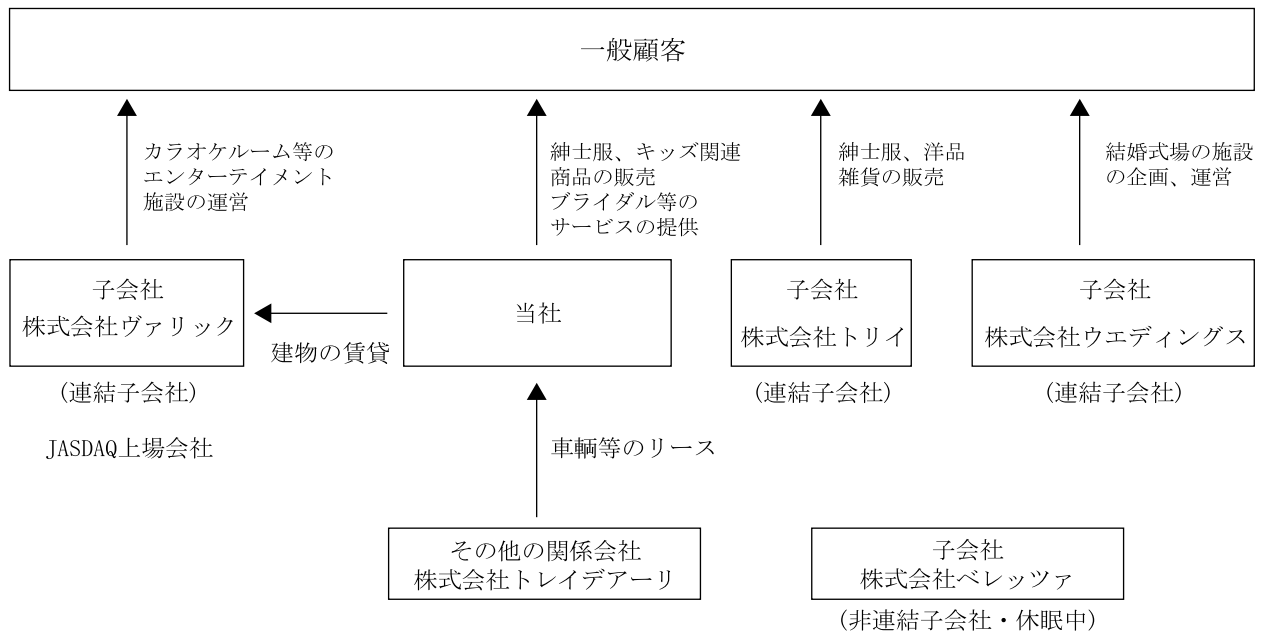 一般顧客
カラオケルーム等の
エンターテイメント
施設の運営
紳士服、キッズ関連
商品の販売
ブライダル等の
サービスの提供
紳士服、洋品
雑貨の販売
結婚式場の施設
の企画、運営
子会社
株式会社ヴァリック
(連結子会社)
JASDAQ上場会社
建物の賃貸
当社
子会社
株式会社トリイ
(連結子会社)
子会社
株式会社ウエディングス
(連結子会社)
車輌等のリース
その他の関係会社
株式会社トレイデアーリ
子会社
株式会社ベレッツァ
(非連結子会社・休眠中)